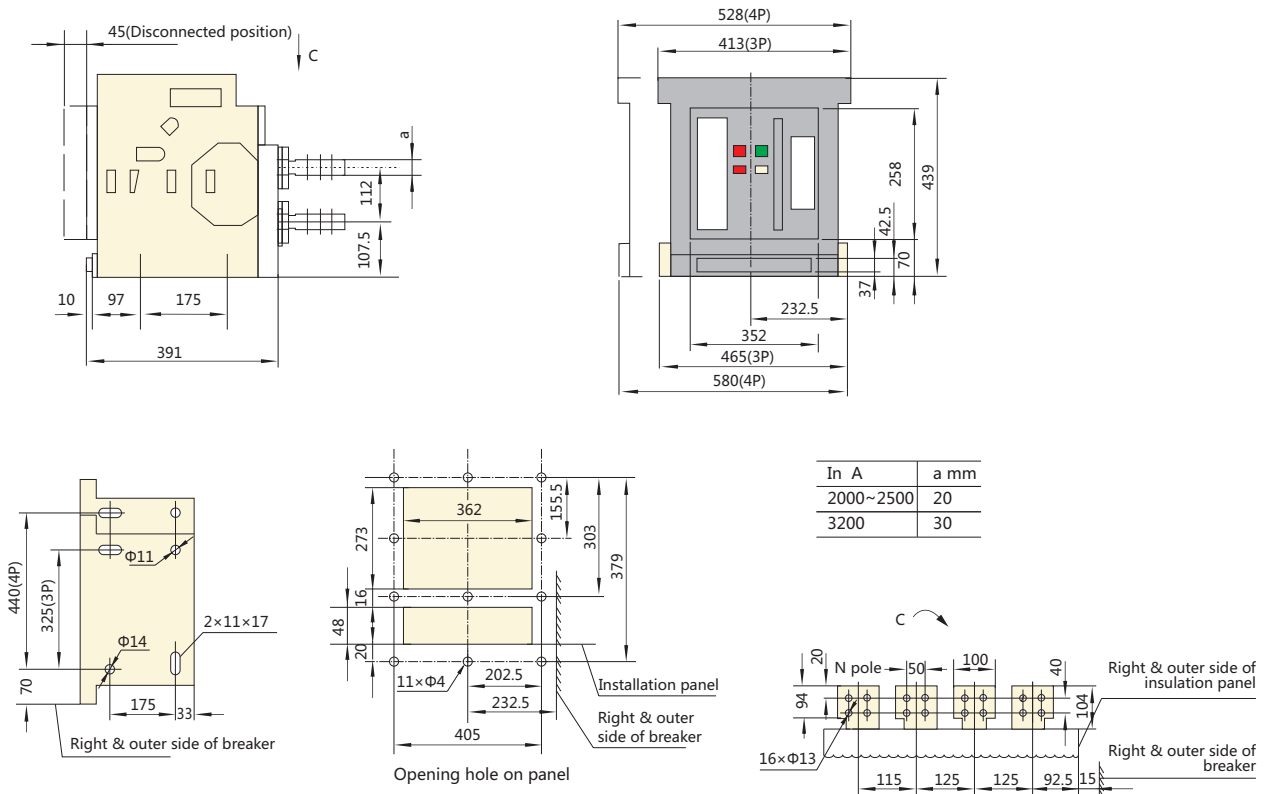 45(Disconnected position)
C
a
112
107.5
10
97
175
391
528(4P)
413(3P)
258
439
42.5
70
37
232.5
352
465(3P)
580(4P)
440(4P)
325(3P)
70
Φ11
Φ14
2×11×17
175
33
Right & outer side of breaker
362
273
16
48
20
155.5
303
379
11×Φ4
202.5
232.5
405
Installation panel
Right & outer
side of breaker
Opening hole on panel
In A a mm
2000~2500 20
3200 30
C
20
94
N pole
50
100
40
104
16×Φ13
115
125
125
92.5
15
Right & outer side of
insulation panel
Right & outer side of
breaker